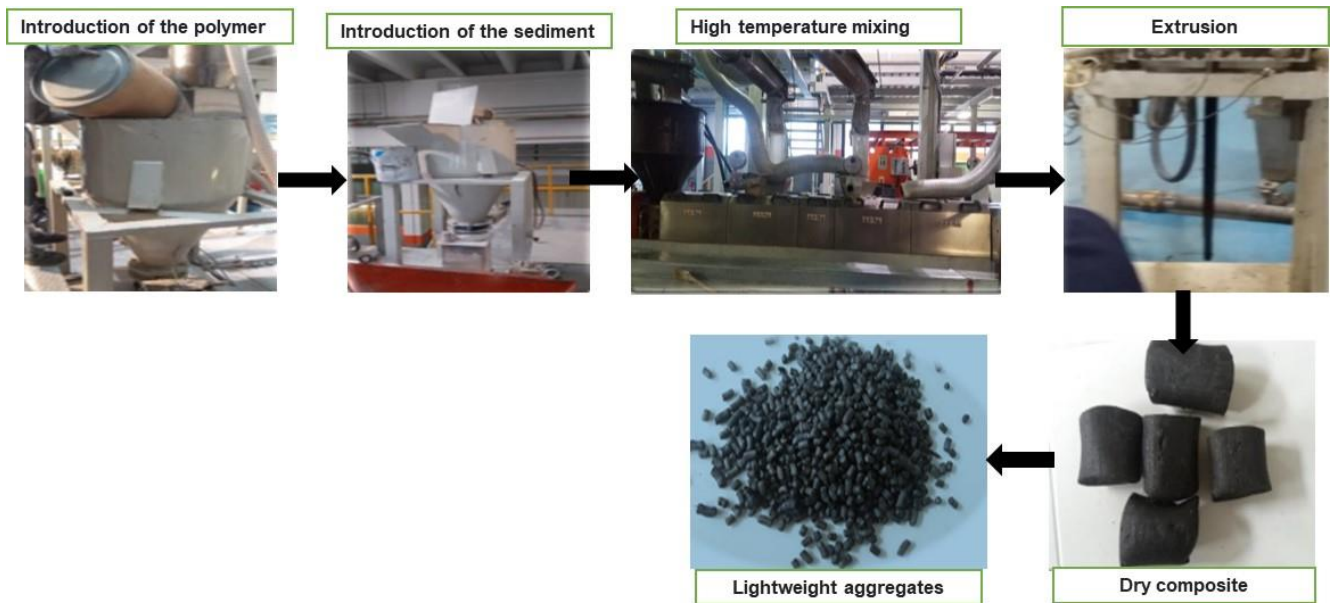 Introduction of the polymer
Introduction of the sediment
High temperature mixing
Extrusion
Lightweight aggregates
Dry composite